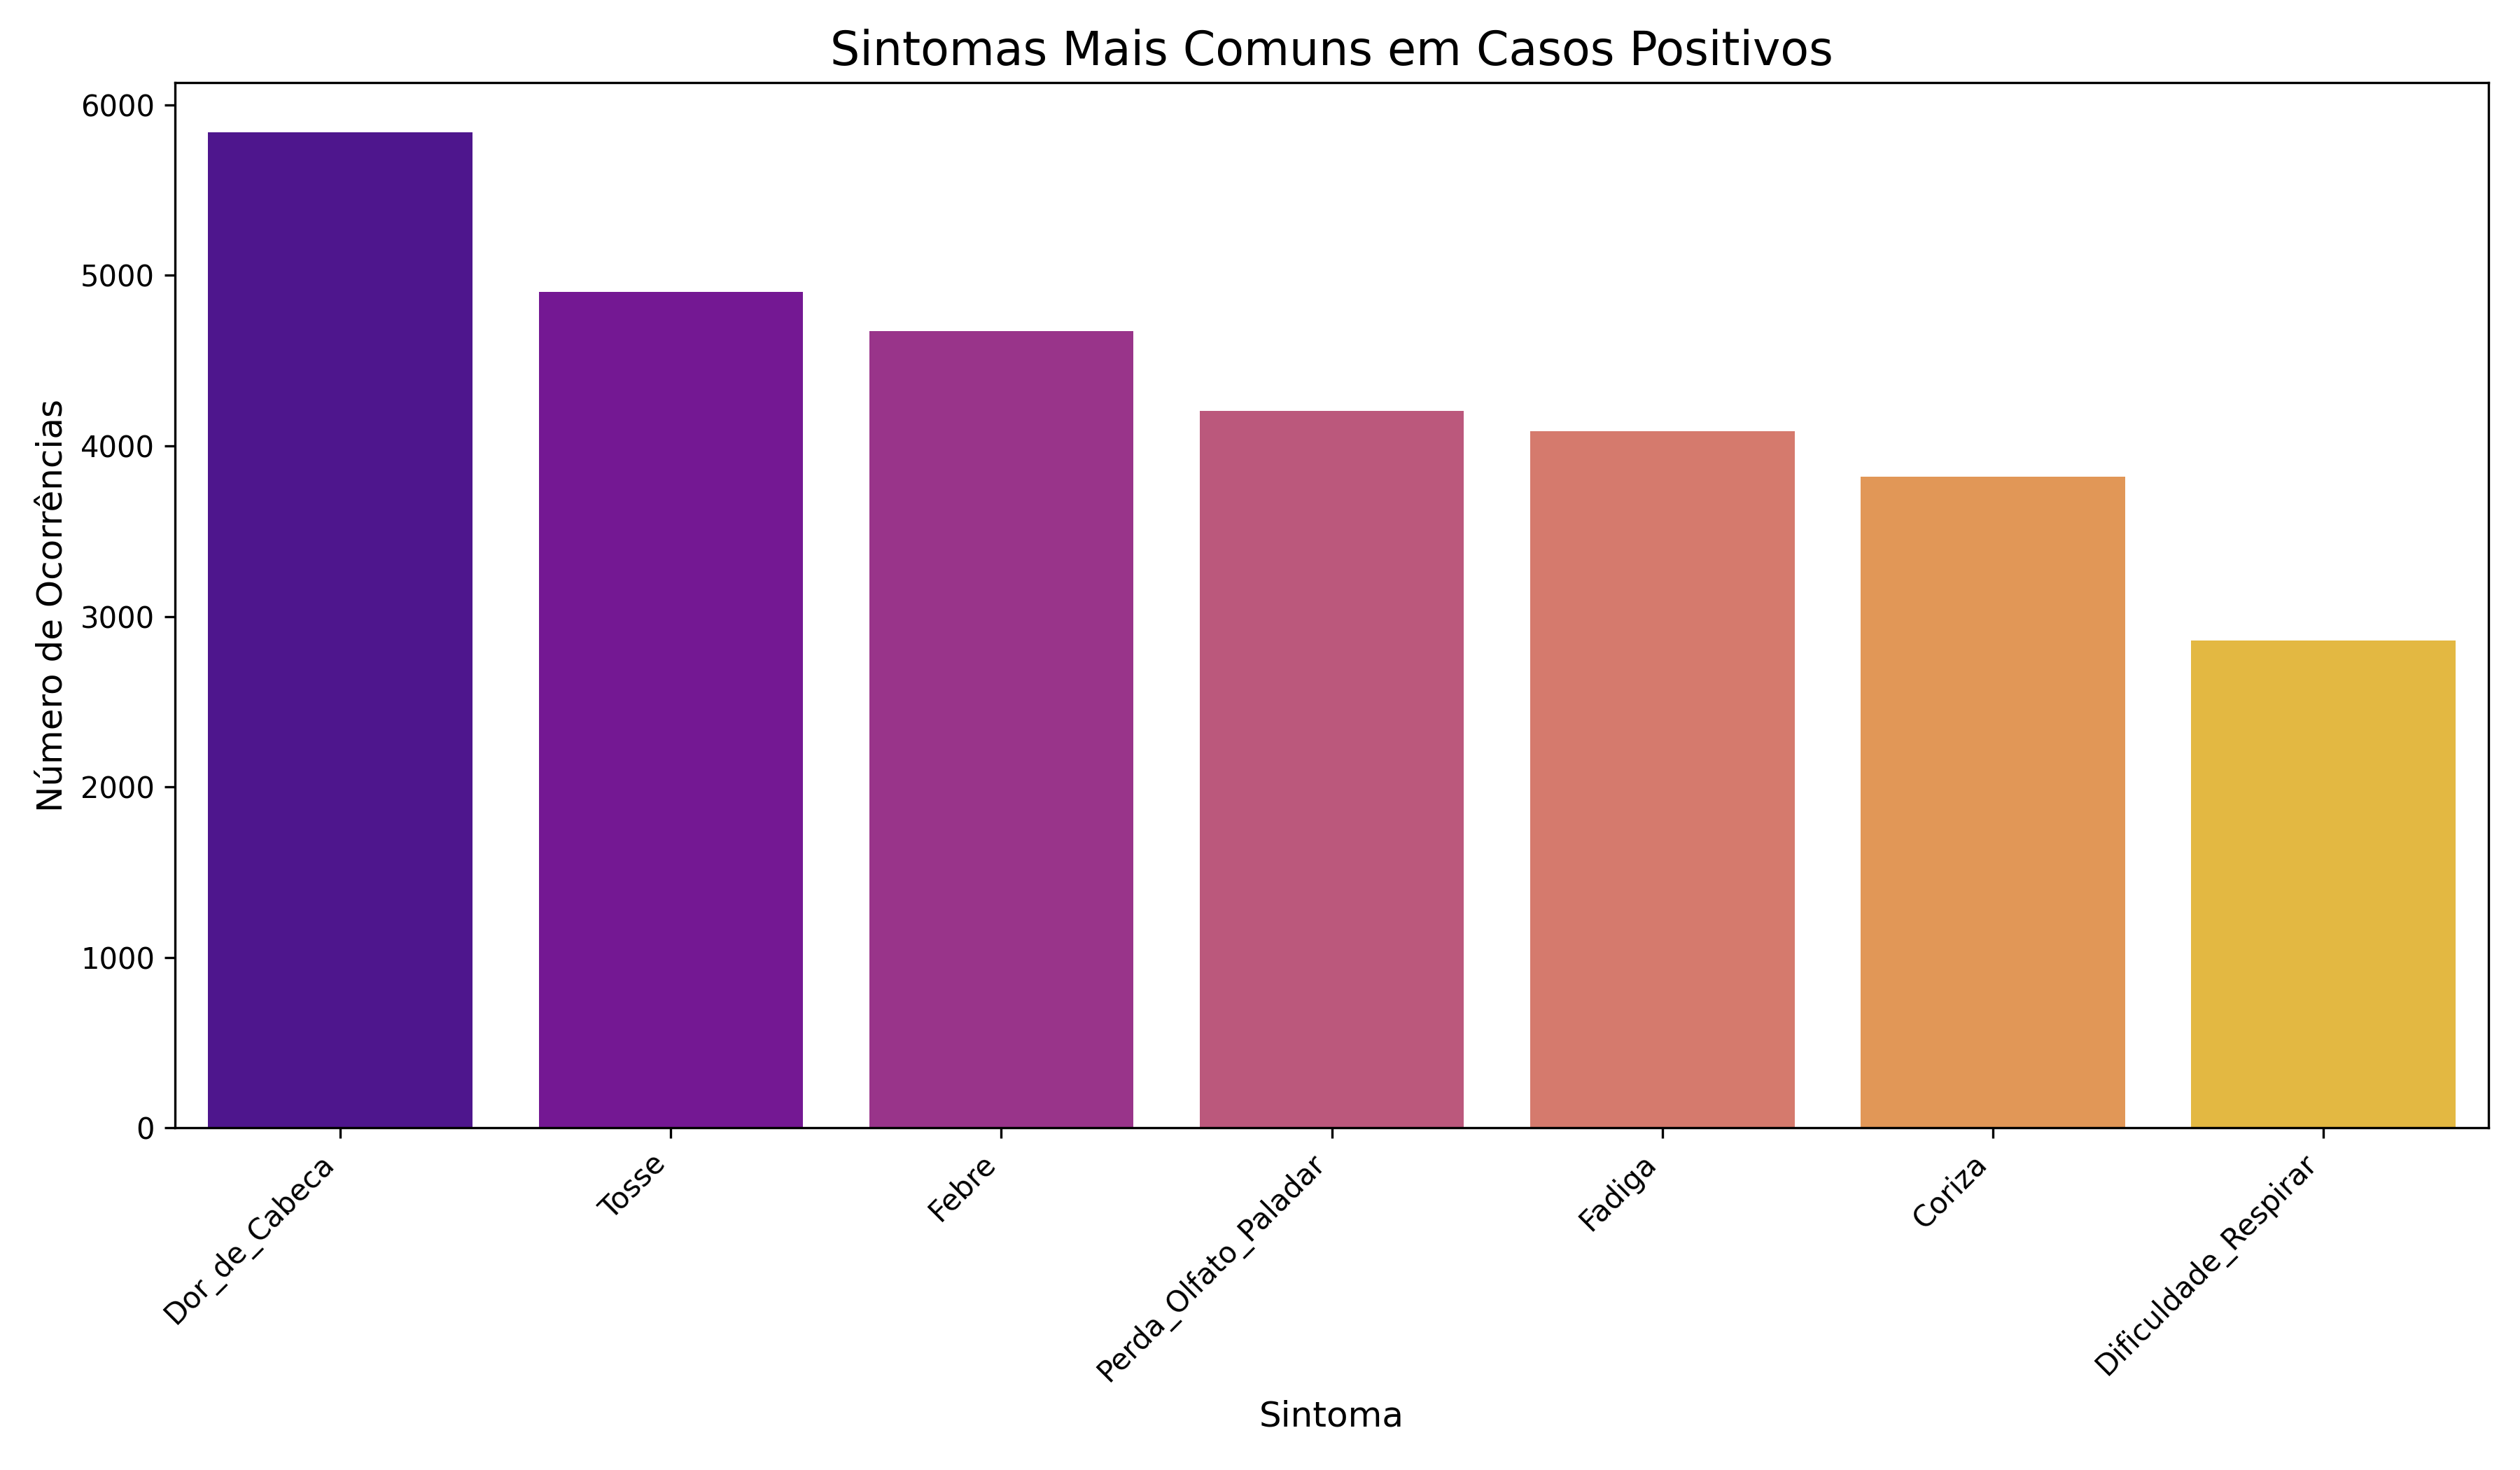 Sintomas Mais Comuns em Casos Positivos
Número de Ocorrências
6000
5000
4000
3000
2000
1000
0
Dor_de_Cabeca
Tosse
Febre
Perda_Olfato_Paladar
Fadiga
Coriza
Dificuldade_Respirar
Sintoma